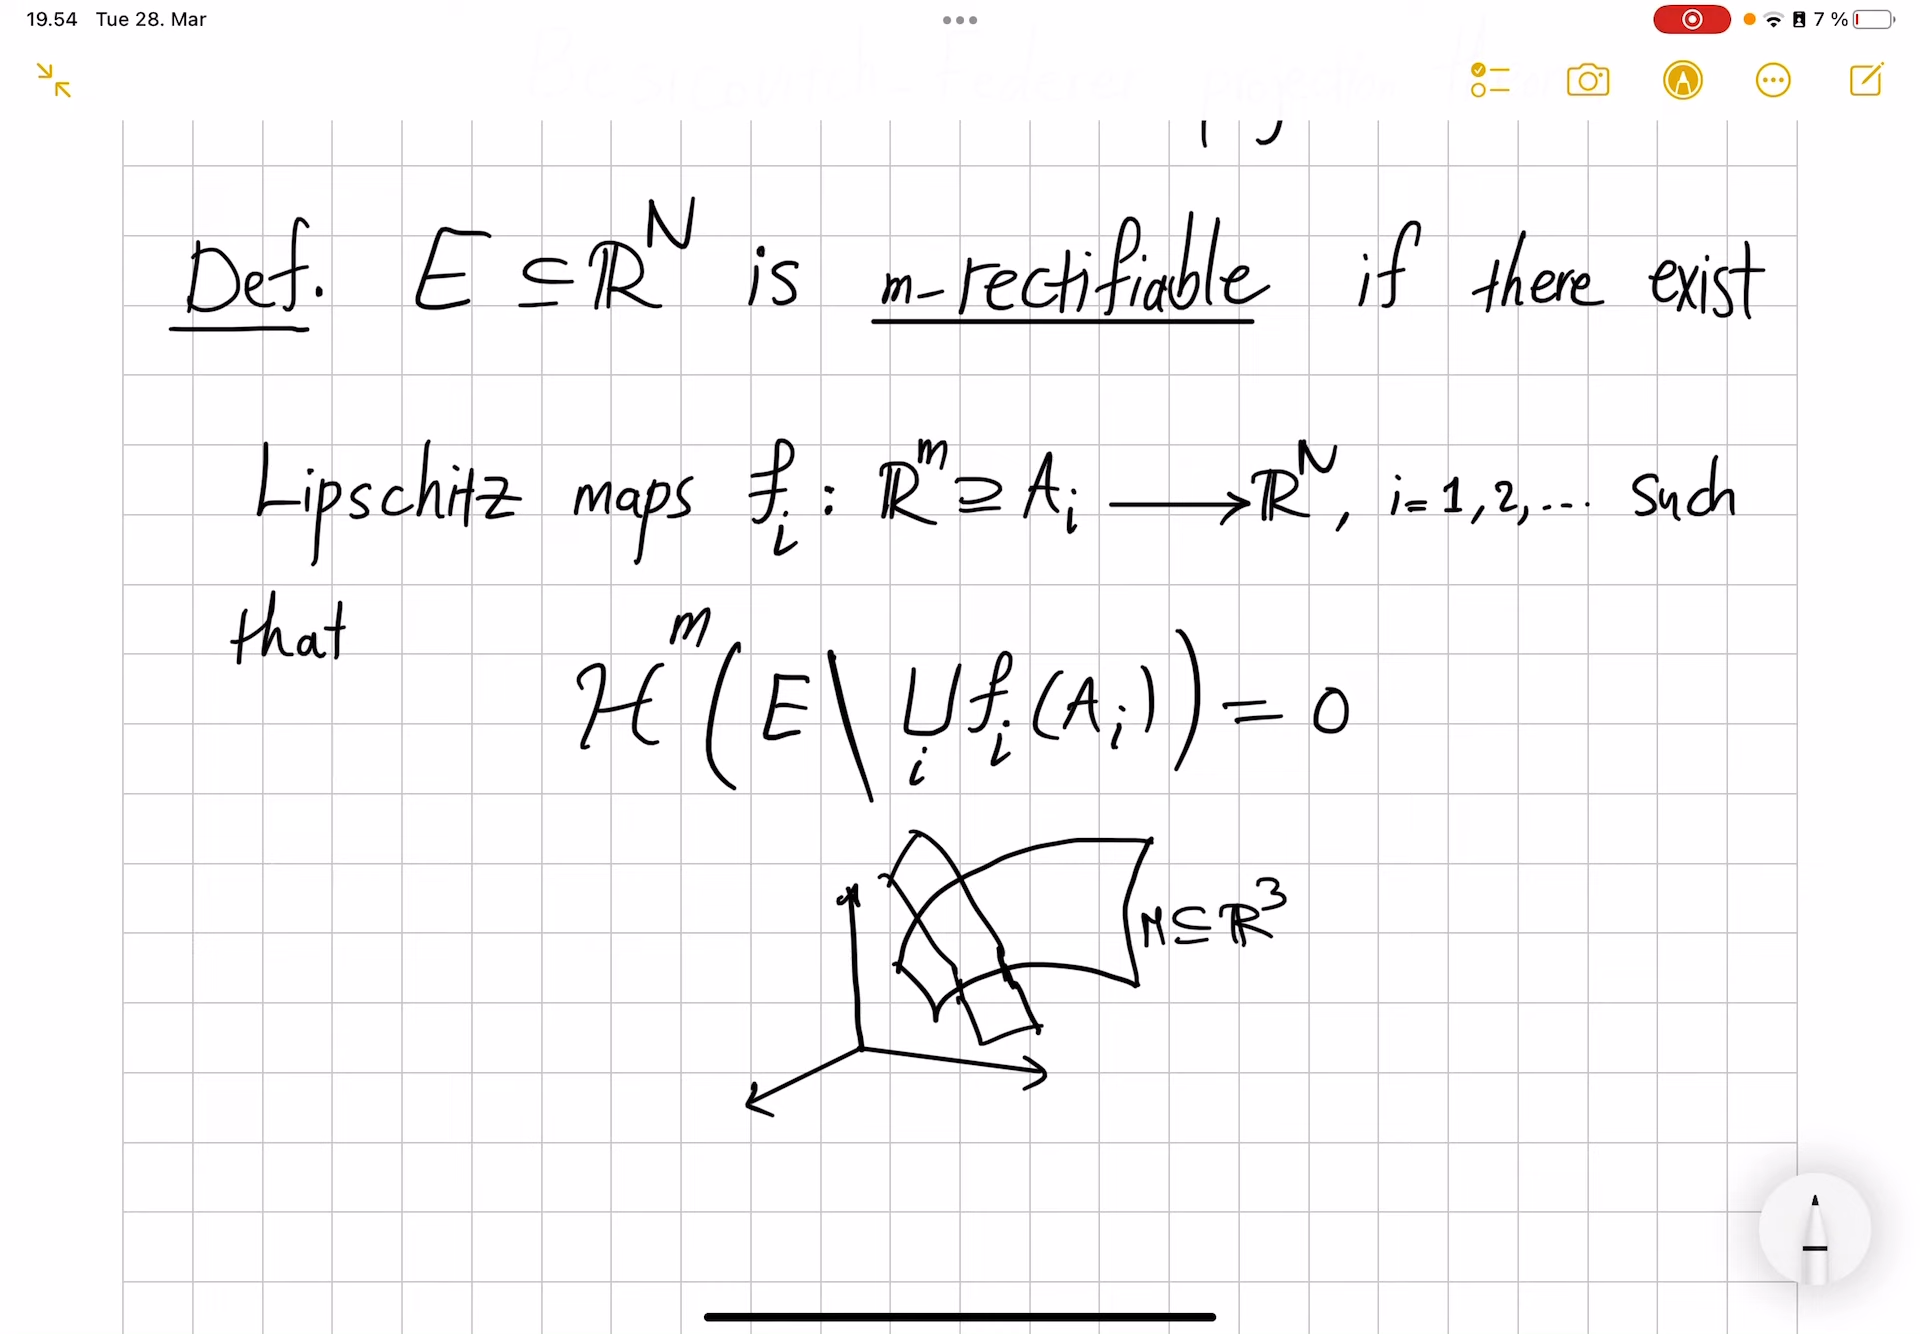 19.54 Tue 28. Mar 7 %
Def. E ⊆ ℝ^N is m-rectifiable if there exist
Lipschitz maps f_i : ℝ^m ⊇ A_i ⟶ ℝ^N, i=1,2,... such
that
ℋ^m(E \ ⋃_i f_i(A_i)) = 0
M ⊆ ℝ^3